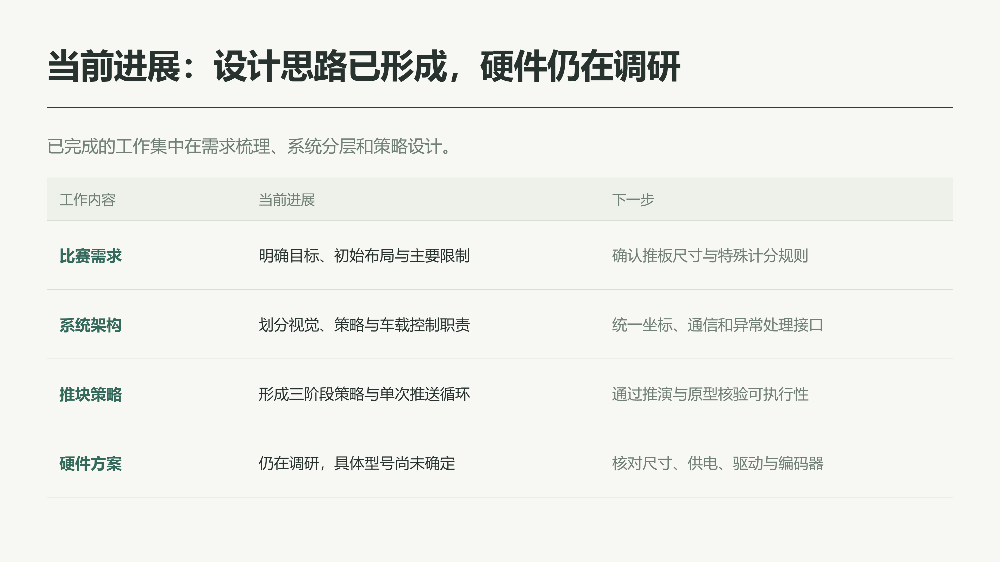 当前进展：设计思路已形成，硬件仍在调研
已完成的工作集中在需求梳理、系统分层和策略设计。
工作内容 当前进展 下一步
比赛需求 明确目标、初始布局与主要限制 确认推板尺寸与特殊计分规则
系统架构 划分视觉、策略与车载控制职责 统一坐标、通信和异常处理接口
推块策略 形成三阶段策略与单次推送循环 通过推演与原型核验可执行性
硬件方案 仍在调研，具体型号尚未确定 核对尺寸、供电、驱动与编码器